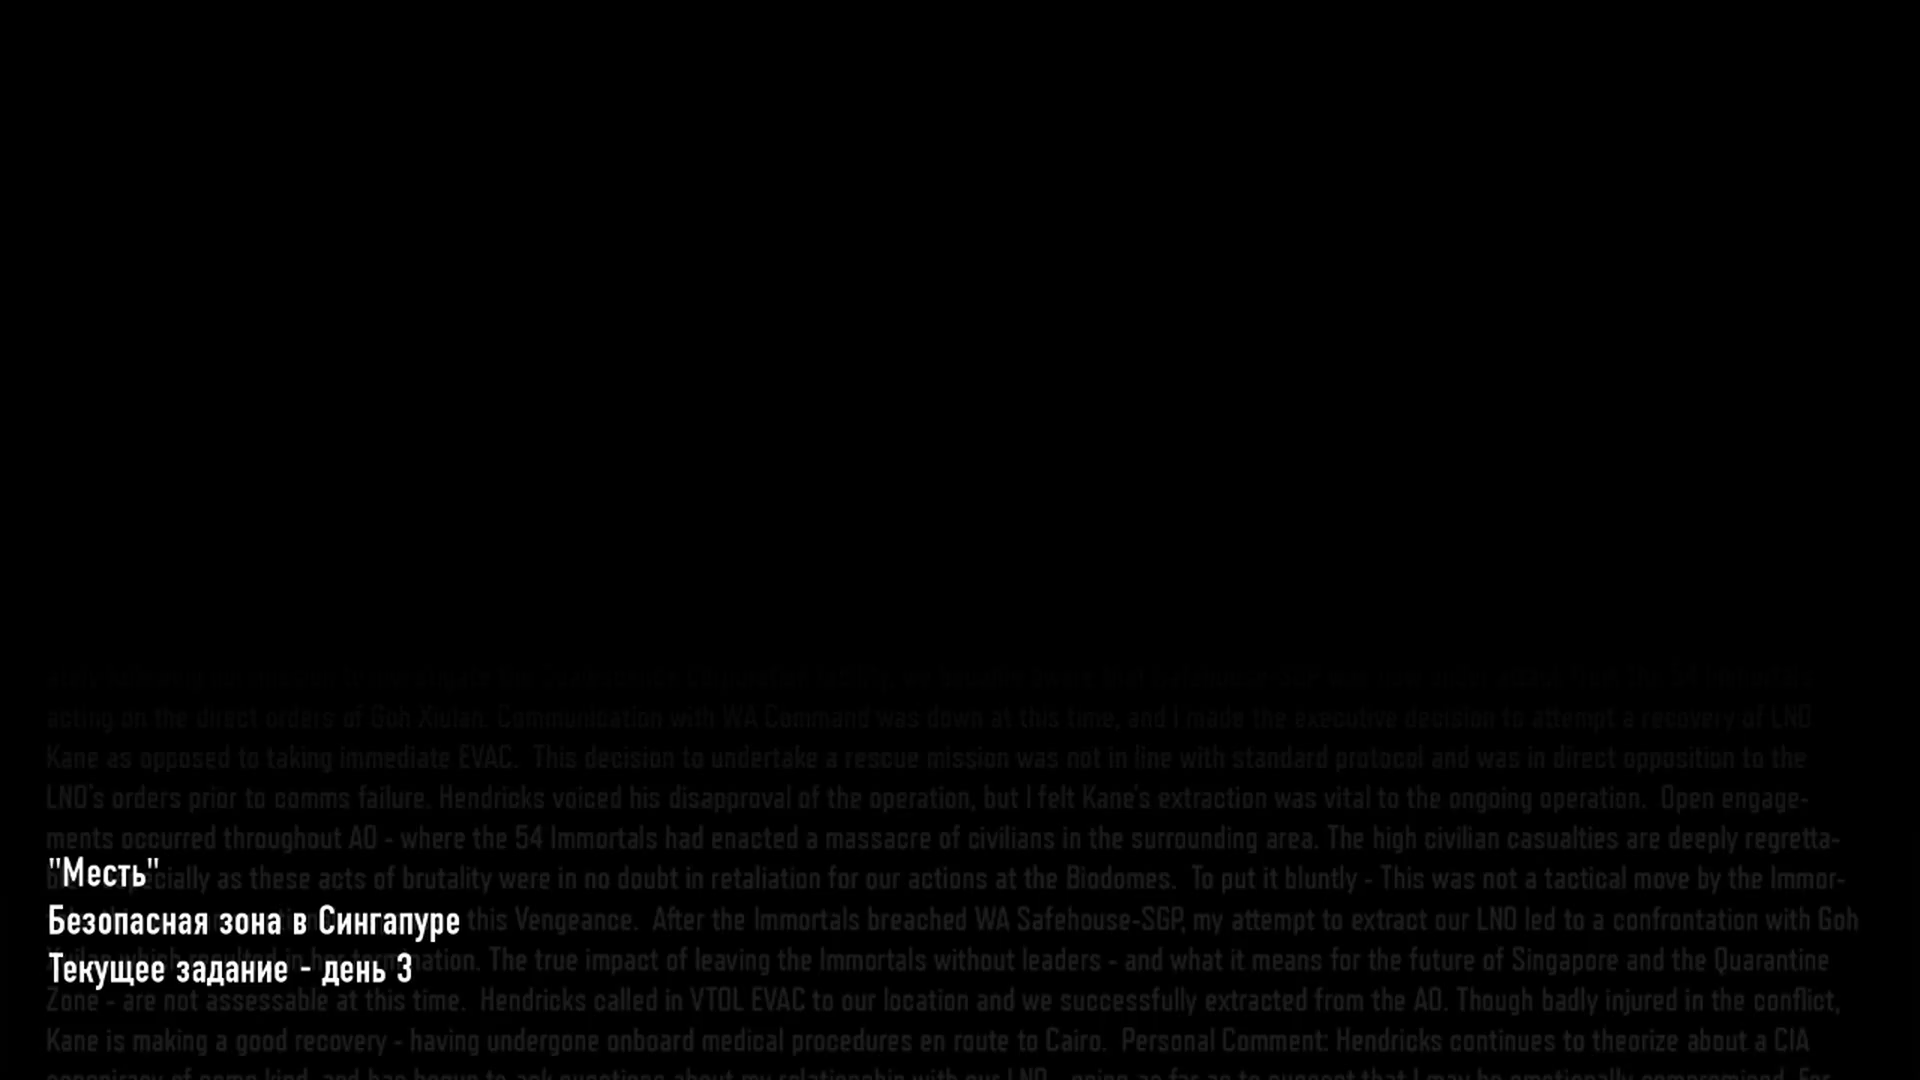 acting on the direct orders of Goh Xiulan. Communication with WA Command was down at this time, and I made the executive decision to attempt a recovery of LNO
Kane as opposed to taking immediate EVAC. This decision to undertake a rescue mission was not in line with standard protocol and was in direct opposition to the
LNO's orders prior to comms failure. Hendricks voiced his disapproval of the operation, but I felt Kane's extraction was vital to the ongoing operation. Open engage-
ments occurred throughout AO - where the 54 Immortals had enacted a massacre of civilians in the surrounding area. The high civilian casualties are deeply regretta-
"Месть"
as these acts of brutality were in no doubt in retaliation for our actions at the Biodomes. To put it bluntly - This was not a tactical move by the Immor-
Безопасная зона в Сингапуре
this Vengeance. After the Immortals breached WA Safehouse-SGP, my attempt to extract our LNO led to a confrontation with Goh
Текущее задание - день 3
The true impact of leaving the Immortals without leaders - and what it means for the future of Singapore and the Quarantine
Zone - are not assessable at this time. Hendricks called in VTOL EVAC to our location and we successfully extracted from the AO. Though badly injured in the conflict,
Kane is making a good recovery - having undergone onboard medical procedures en route to Cairo. Personal Comment: Hendricks continues to theorize about a CIA